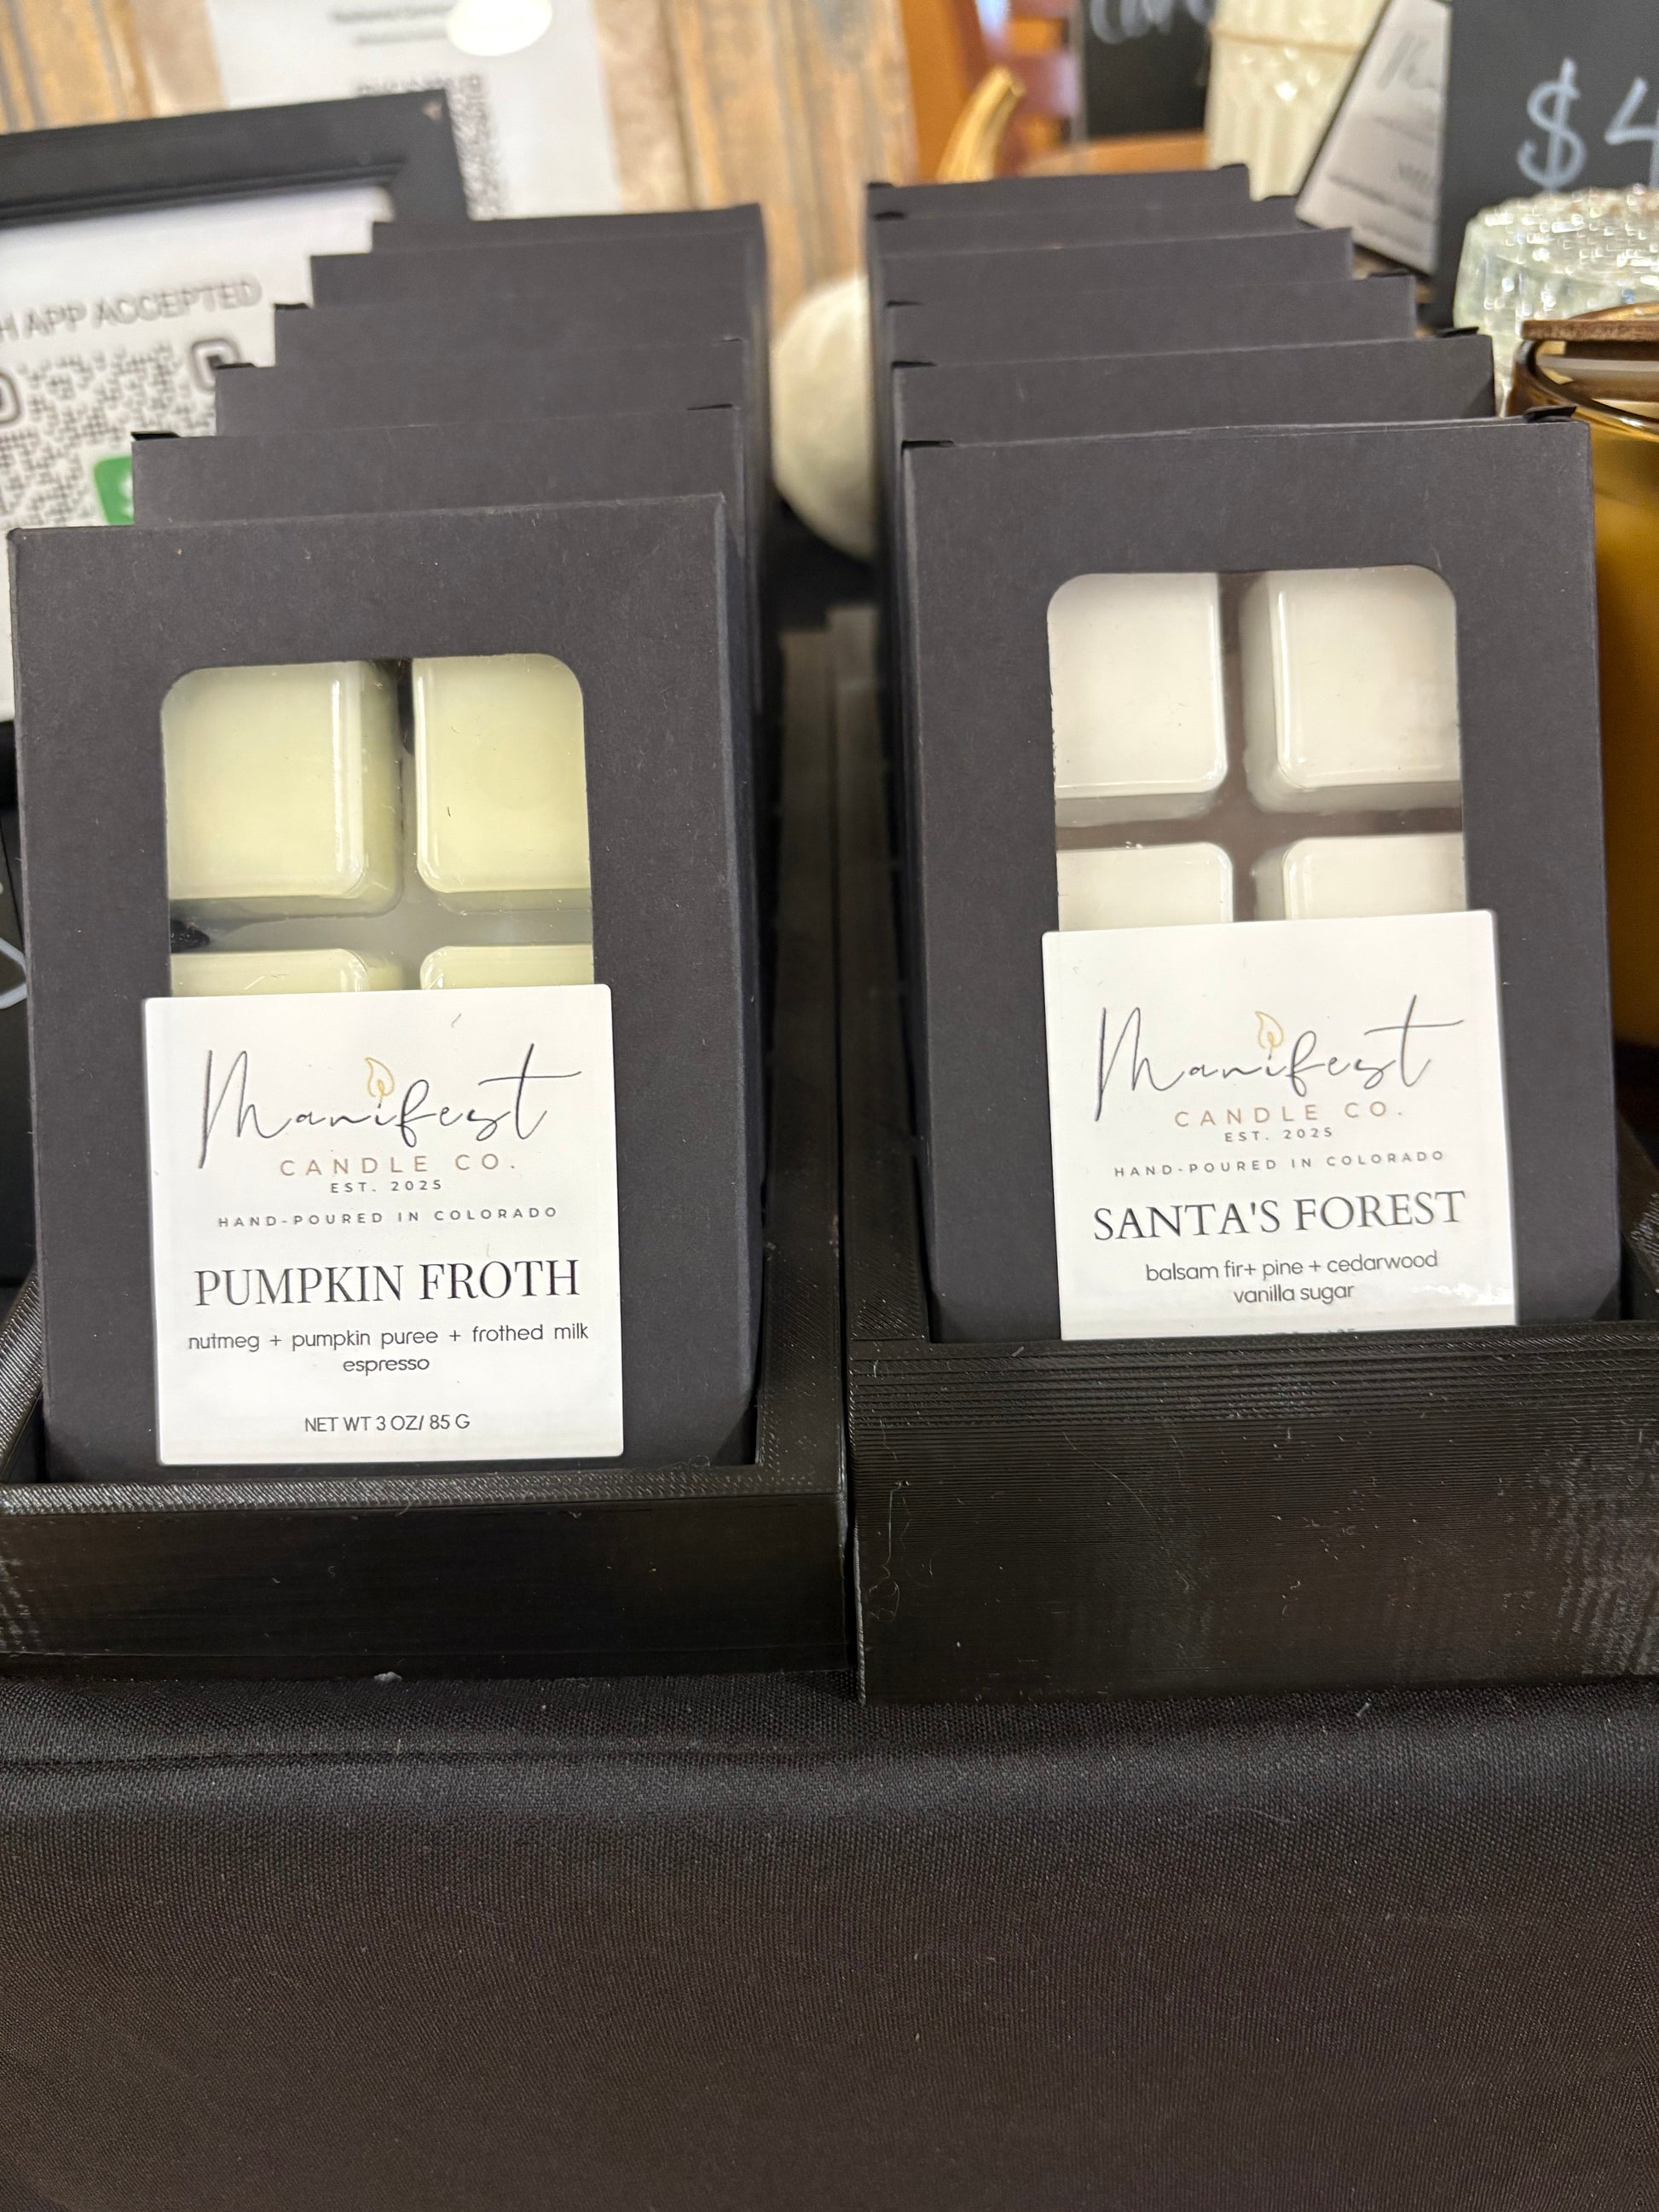 H APP ACCEPTED
$4
Manifest
CANDLE CO.
EST. 2025
HAND-POURED IN COLORADO
PUMPKIN FROTH
nutmeg + pumpkin puree + frothed milk
espresso
NET WT 3 OZ/ 85 G
Manifest
CANDLE CO.
EST. 2025
HAND-POURED IN COLORADO
SANTA'S FOREST
balsam fir+ pine + cedarwood
vanilla sugar